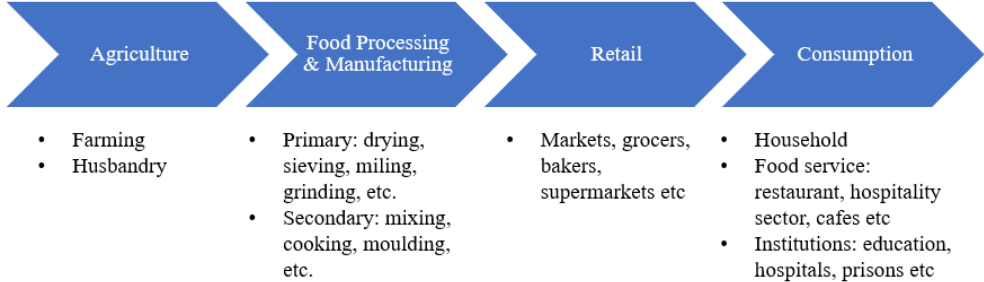 Agriculture
Food Processing
& Manufacturing
Retail
Consumption
• Farming
• Husbandry
• Primary: drying,
sieving, miling,
grinding, etc.
• Secondary: mixing,
cooking, moulding,
etc.
• Markets, grocers,
bakers,
supermarkets etc
• Household
• Food service:
restaurant, hospitality
sector, cafes etc
• Institutions: education,
hospitals, prisons etc